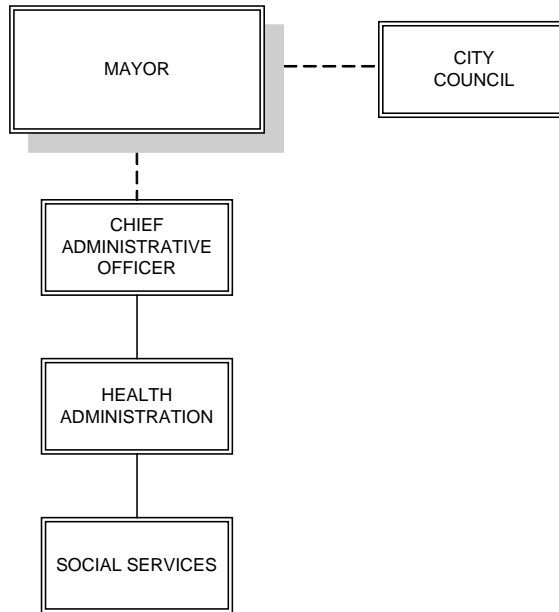 MAYOR
CITY
COUNCIL
CHIEF
ADMINISTRATIVE
OFFICER
HEALTH
ADMINISTRATION
SOCIAL SERVICES